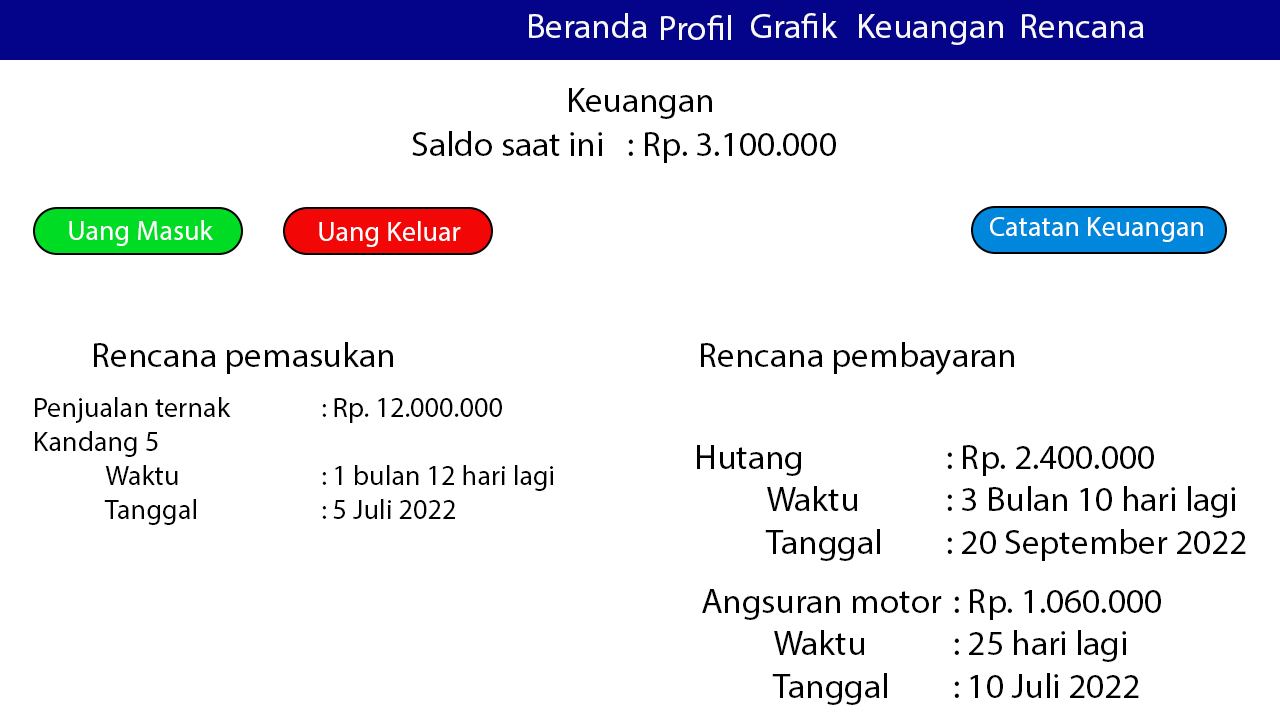 Beranda Profil Grafik Keuangan Rencana
Keuangan
Saldo saat ini : Rp. 3.100.000
Uang Masuk
Uang Keluar
Catatan Keuangan
Rencana pemasukan
Penjualan ternak : Rp. 12.000.000
Kandang 5
Waktu : 1 bulan 12 hari lagi
Tanggal : 5 Juli 2022
Rencana pembayaran
Hutang : Rp. 2.400.000
Waktu : 3 Bulan 10 hari lagi
Tanggal : 20 September 2022
Angsuran motor : Rp. 1.060.000
Waktu : 25 hari lagi
Tanggal : 10 Juli 2022